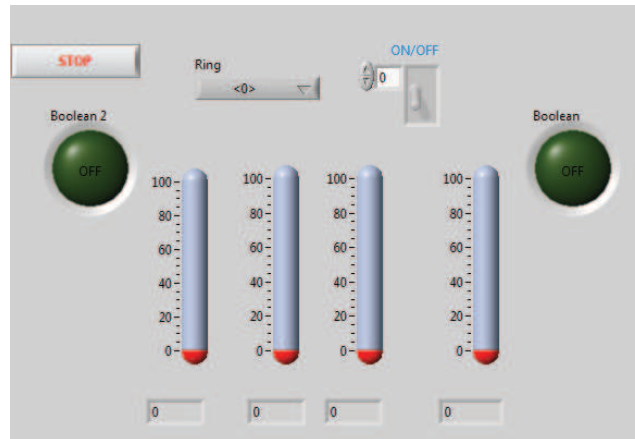 ON/OFF
STOP
Ring
<0>
0
Boolean 2
Boolean
OFF
OFF
100 100 100 100
80 80 80 80
60 60 60 60
40 40 40 40
20 20 20 20
0 0 0 0
0 0 0 0